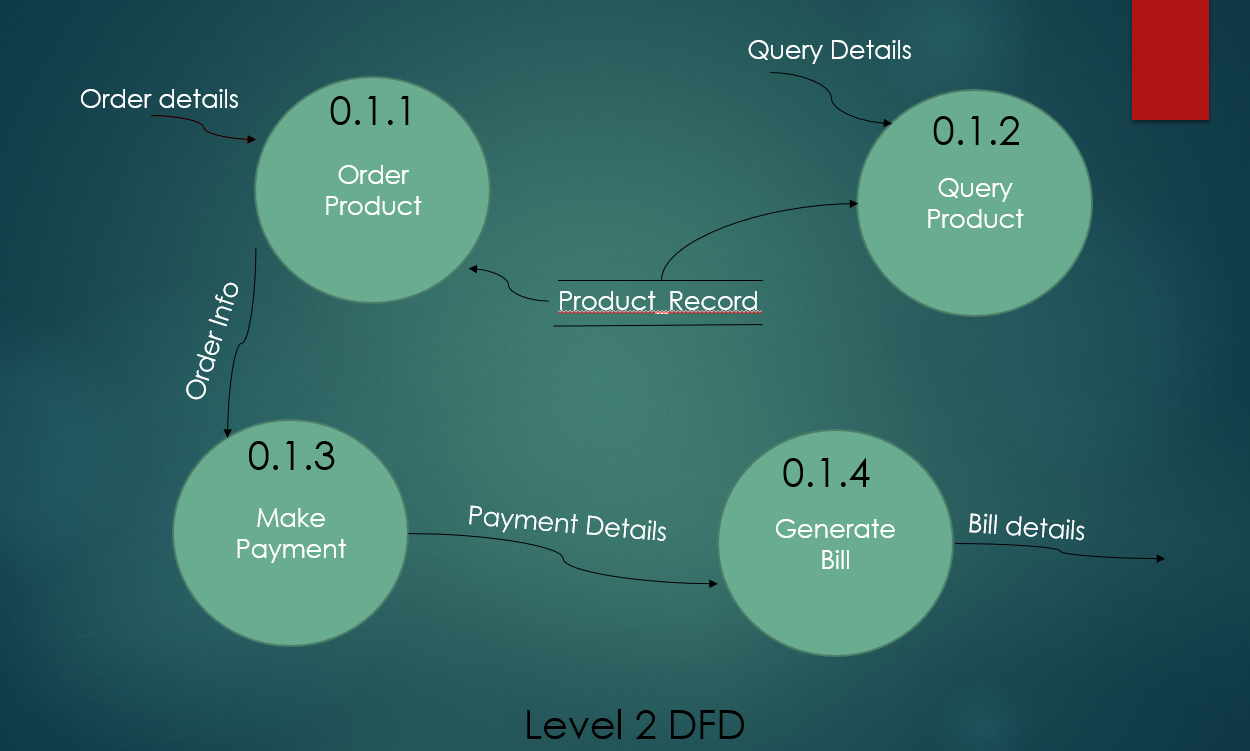 Query Details
Order details
0.1.1
Order
Product
0.1.2
Query
Product
Product_Record
Order Info
0.1.3
Make
Payment
Payment Details
0.1.4
Generate
Bill
Bill details
Level 2 DFD